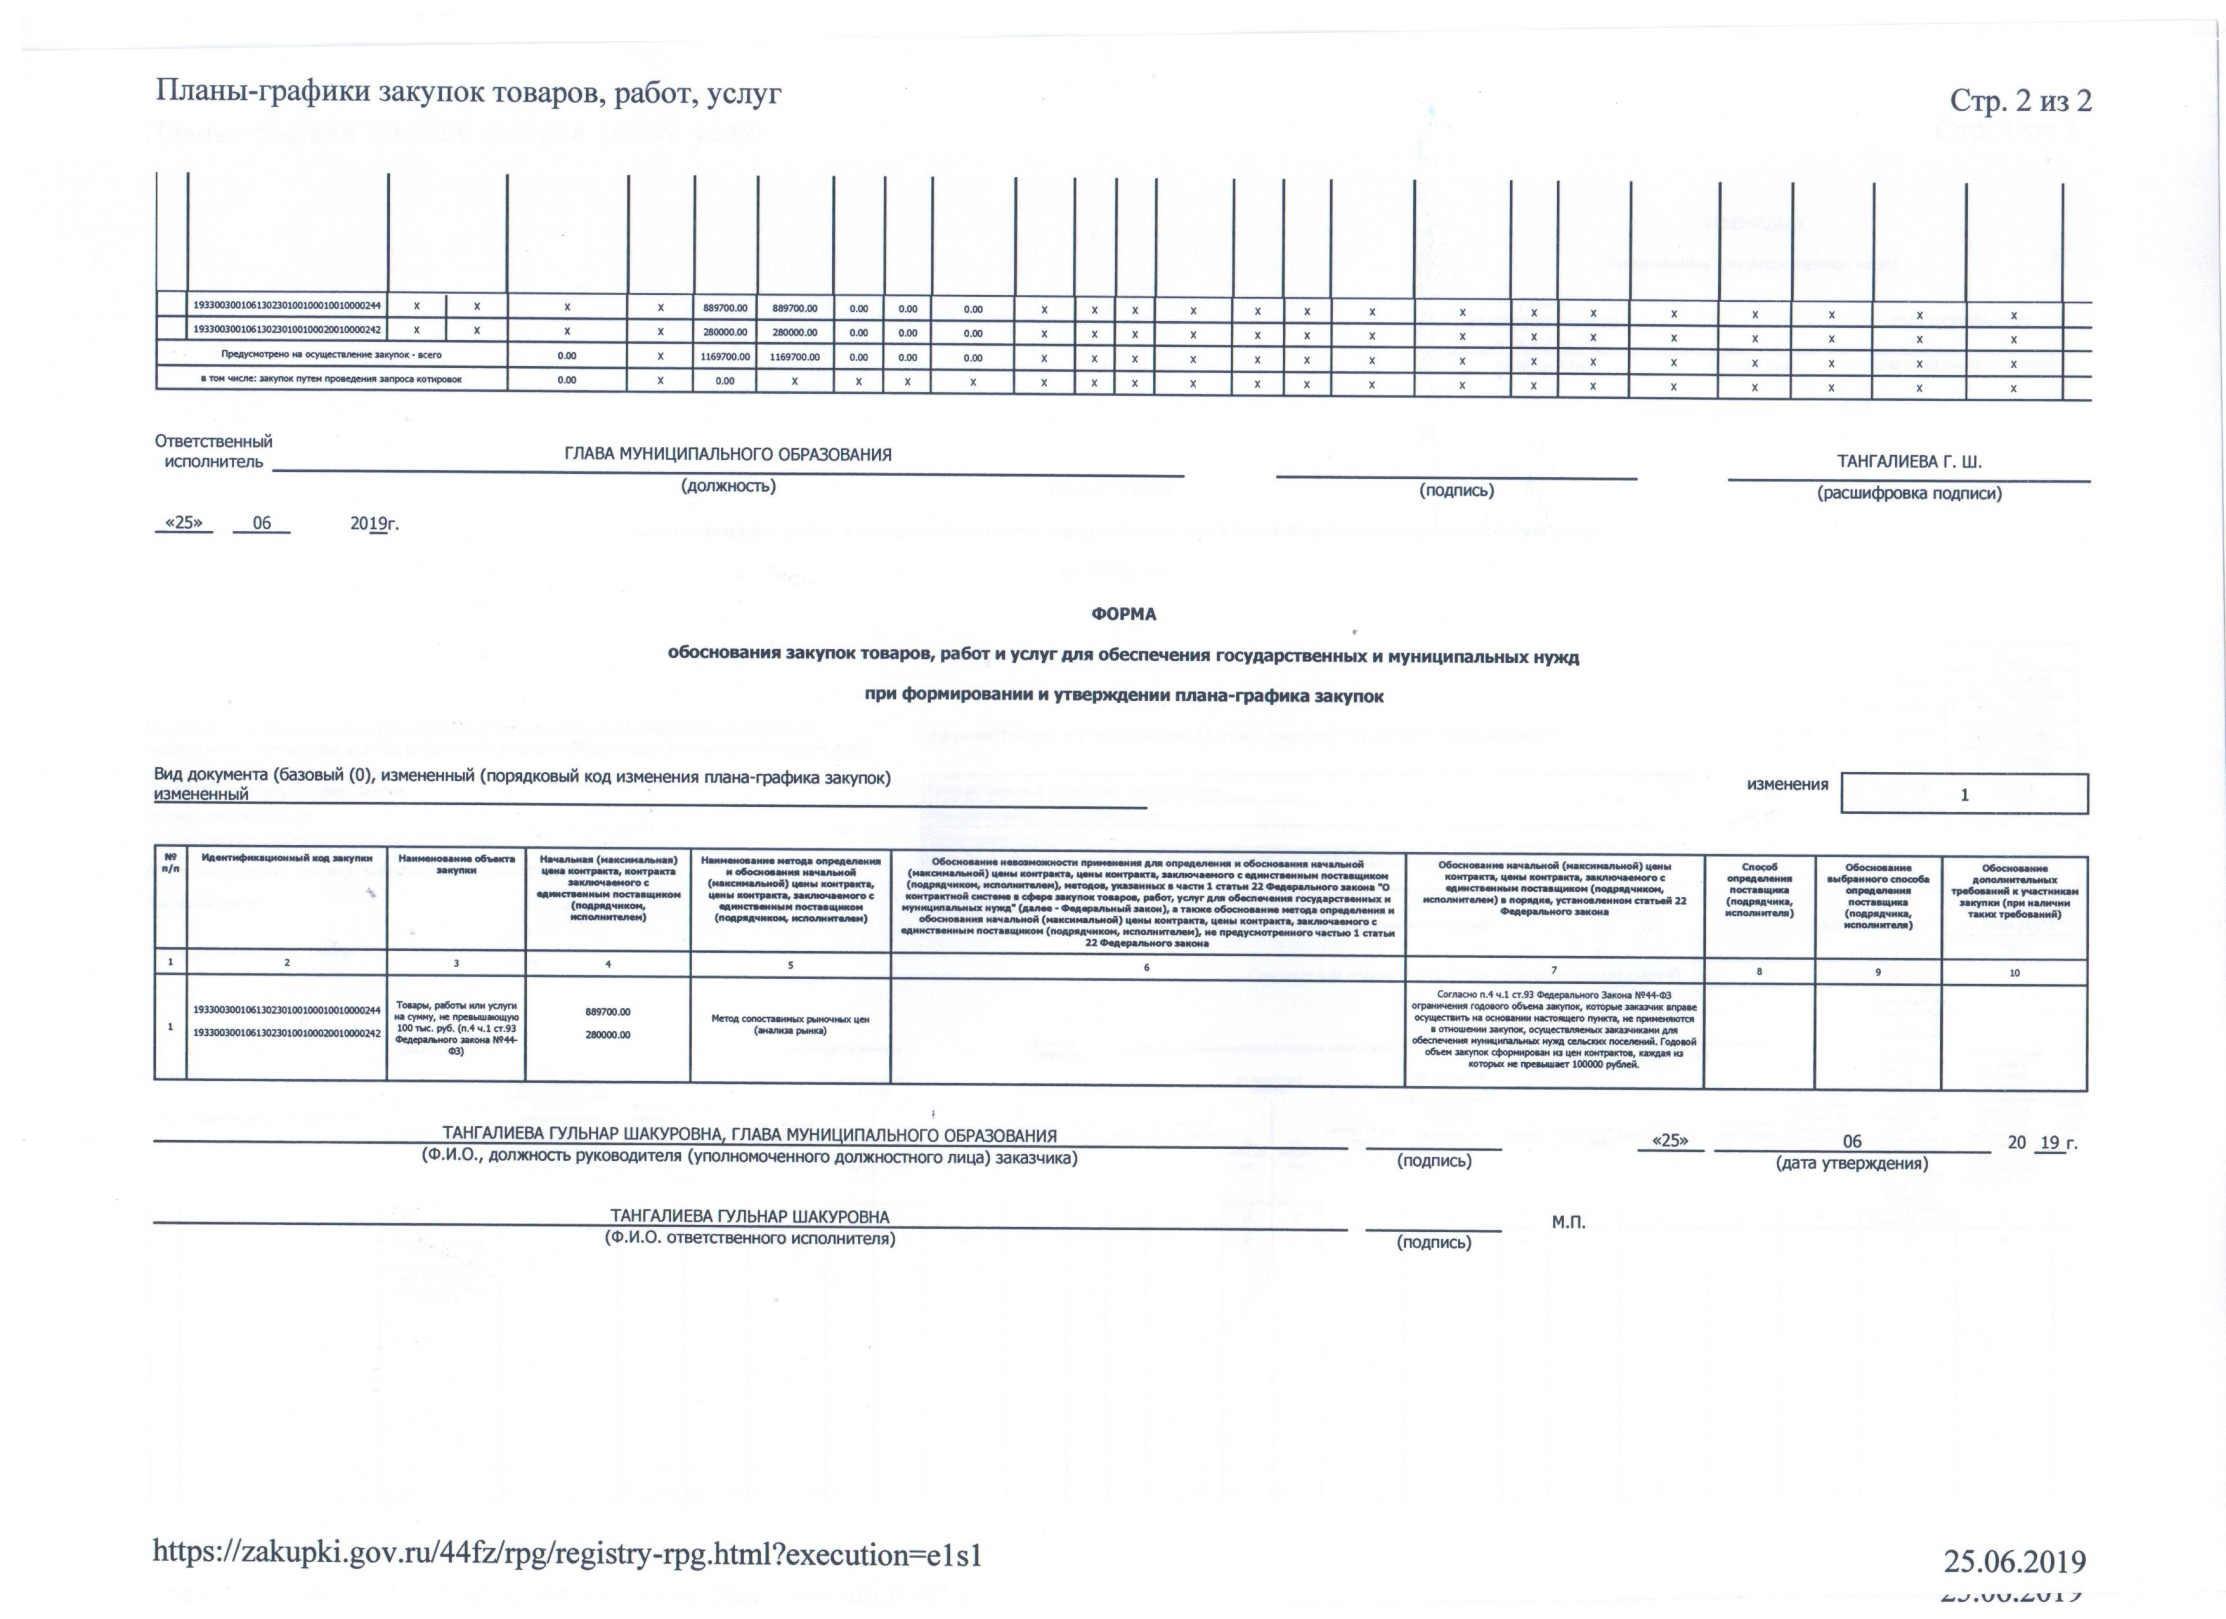 Планы-графики закупок товаров, работ, услуг
Стр. 2 из 2
193300300106130230100100010010000244 X X X X 889700.00 889700.00 0.00 0.00 0.00 X X X X X X X X X X X X X X X
193300300106130230100100020010000242 X X X X 280000.00 280000.00 0.00 0.00 0.00 X X X X X X X X X X X X X X X
Предусмотрено на осуществление закупок - всего 0.00 X 1169700.00 1169700.00 0.00 0.00 0.00 X X X X X X X X X X X X X X X
в том числе: закупок путем проведения запроса котировок 0.00 X 0.00 X X X X X X X X X X X X X X X X X X X
Ответственный
исполнитель
ГЛАВА МУНИЦИПАЛЬНОГО ОБРАЗОВАНИЯ
ТАНГАЛИЕВА Г. Ш.
(должность)
(подпись)
(расшифровка подписи)
«25» 06 2019г.
ФОРМА
обоснования закупок товаров, работ и услуг для обеспечения государственных и муниципальных нужд
при формировании и утверждении плана-графика закупок
Вид документа (базовый (0), измененный (порядковый код изменения плана-графика закупок)
измененный
изменения 1
№
п/п
Идентификационный код закупки
Наименование объекта
закупки
Начальная (максимальная)
цена контракта, контракта
заключаемого с
единственным поставщиком
(подрядчиком,
исполнителем)
Наименование метода определения
и обоснования начальной
(максимальной) цены контракта,
цены контракта, заключаемого с
единственным поставщиком
(подрядчиком, исполнителем)
Обоснование невозможности применения для определения и обоснования начальной
(максимальной) цены контракта, цены контракта, заключаемого с единственным поставщиком
(подрядчиком, исполнителем), методов, указанных в части 1 статьи 22 Федерального закона "О
контрактной системе в сфере закупок товаров, работ, услуг для обеспечения государственных и
муниципальных нужд" (далее - Федеральный закон), а также обоснование метода определения и
обоснования начальной (максимальной) цены контракта, цены контракта, заключаемого с
единственным поставщиком (подрядчиком, исполнителем), не предусмотренного частью 1 статьи
22 Федерального закона
Обоснование начальной (максимальной) цены
контракта, цены контракта, заключаемого с
единственным поставщиком (подрядчиком,
исполнителем) в порядке, установленном статьей 22
Федерального закона
Способ
определения
поставщика
(подрядчика,
исполнителя)
Обоснование
выбранного способа
определения
поставщика
(подрядчика,
исполнителя)
Обоснование
дополнительных
требований к участникам
закупки (при наличии
таких требований)
1 2 3 4 5 6 7 8 9 10
1
193300300106130230100100010010000244
193300300106130230100100020010000242
Товары, работы или услуги
на сумму, не превышающую
100 тыс. руб. (п.4 ч.1 ст.93
Федерального закона №44-
ФЗ)
889700.00
280000.00
Метод сопоставимых рыночных цен
(анализа рынка)
Согласно п.4 ч.1 ст.93 Федерального Закона №44-ФЗ
ограничения годового объема закупок, которые заказчик вправе
осуществить на основании настоящего пункта, не применяются
в отношении закупок, осуществляемых заказчиками для
обеспечения муниципальных нужд сельских поселений. Годовой
объем закупок сформирован из цен контрактов, каждая из
которых не превышает 100000 рублей.
ТАНГАЛИЕВА ГУЛЬНАР ШАКУРОВНА, ГЛАВА МУНИЦИПАЛЬНОГО ОБРАЗОВАНИЯ
(Ф.И.О., должность руководителя (уполномоченного должностного лица) заказчика)
(подпись)
«25» 06 20 19 г.
(дата утверждения)
ТАНГАЛИЕВА ГУЛЬНАР ШАКУРОВНА
(Ф.И.О. ответственного исполнителя)
(подпись)
М.П.
https://zakupki.gov.ru/44fz/rpg/registry-rpg.html?execution=e1s1
25.06.2019